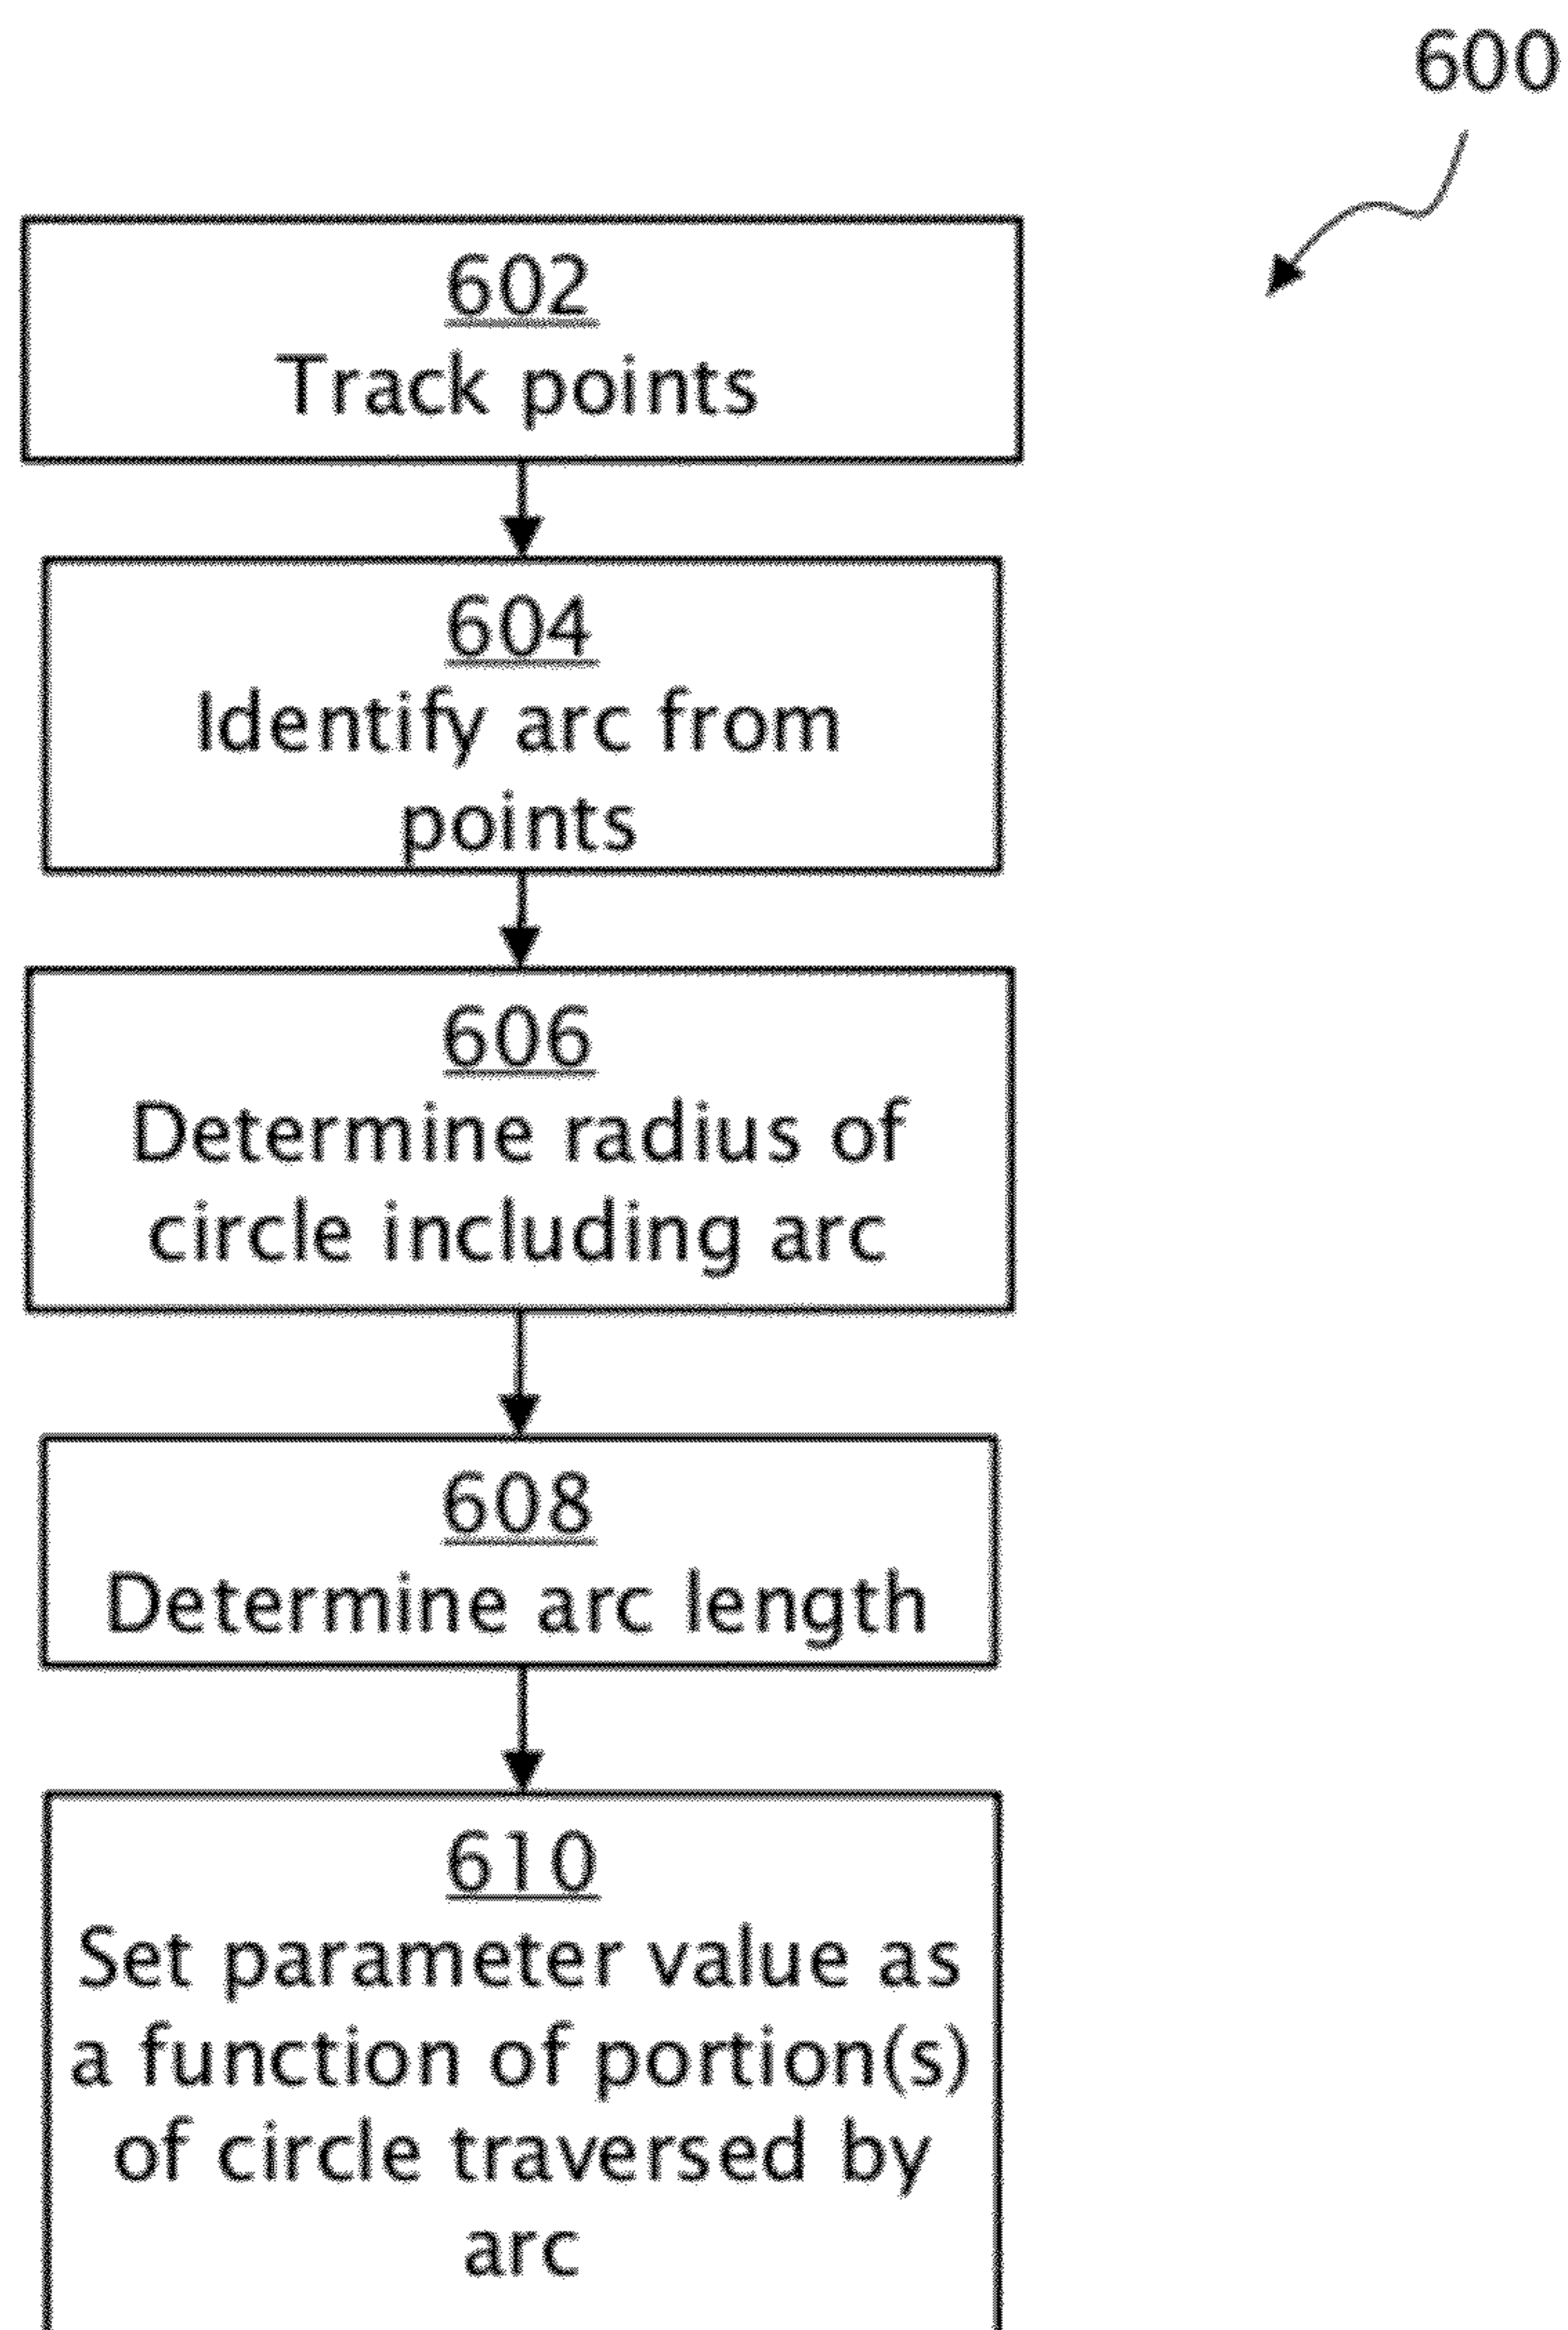 600
602
Track points
604
Identify arc from
points
606
Determine radius of
circle including arc
608
Determine arc length
610
Set parameter value as
a function of portion(s)
of circle traversed by
arc